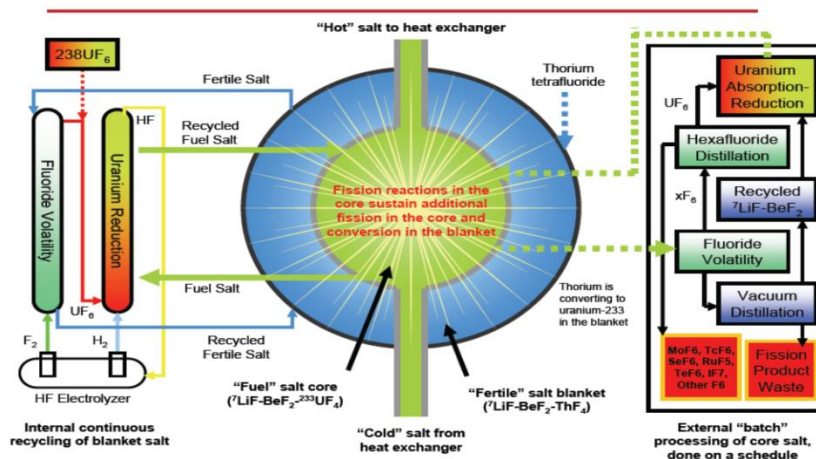 "Hot" salt to heat exchanger
238UF6
Fertile Salt
HF
Recycled
Fuel Salt
Fluoride Volatility
Uranium Reduction
Fuel Salt
UF6
F2
H2
Recycled
Fertile Salt
HF Electrolyzer
Internal continuous
recycling of blanket salt
Thorium
tetrafluoride
Fission reactions in the
core sustain additional
fission in the core and
conversion in the blanket
Thorium is
converting to
uranium-233
in the blanket
"Fuel" salt core
(⁷LiF-BeF2-²³³UF4)
"Fertile" salt blanket
(⁷LiF-BeF2-ThF4)
"Cold" salt from
heat exchanger
Uranium
Absorption-
Reduction
UF6
Hexafluoride
Distillation
xF6
Recycled
⁷LiF-BeF2
Fluoride
Volatility
Vacuum
Distillation
MoF6, TcF6,
SeF6, RuF5,
TeF6, IF7,
Other F6
Fission
Product
Waste
External "batch"
processing of core salt,
done on a schedule